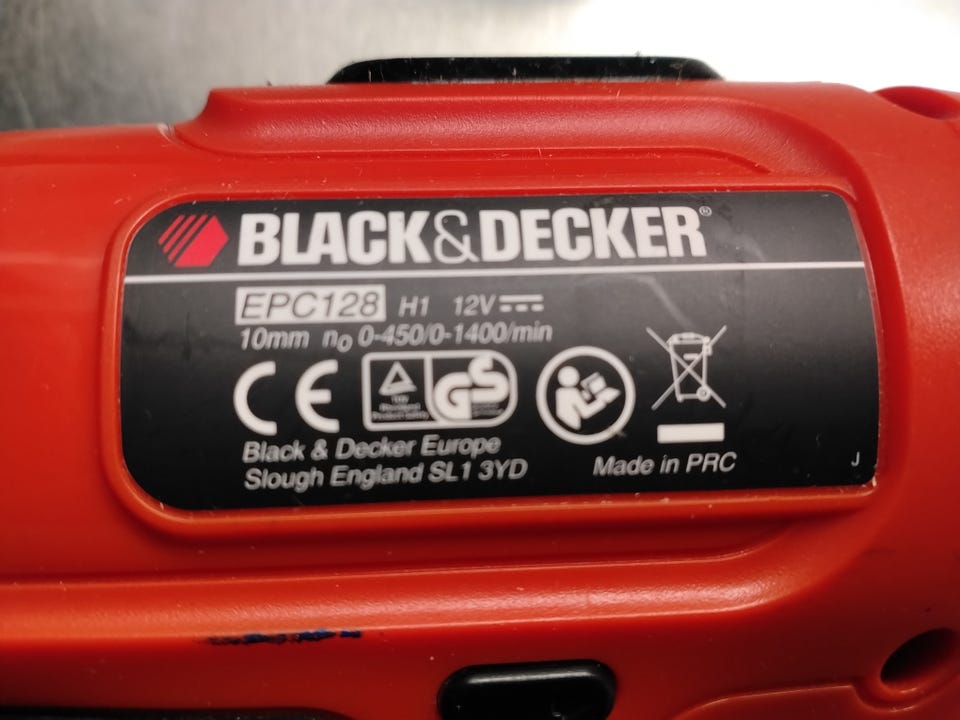 BLACK&DECKER®
EPC128 H1 12V
10mm n₀ 0-450/0-1400/min
CE GS
Black & Decker Europe
Slough England SL1 3YD
Made in PRC
J